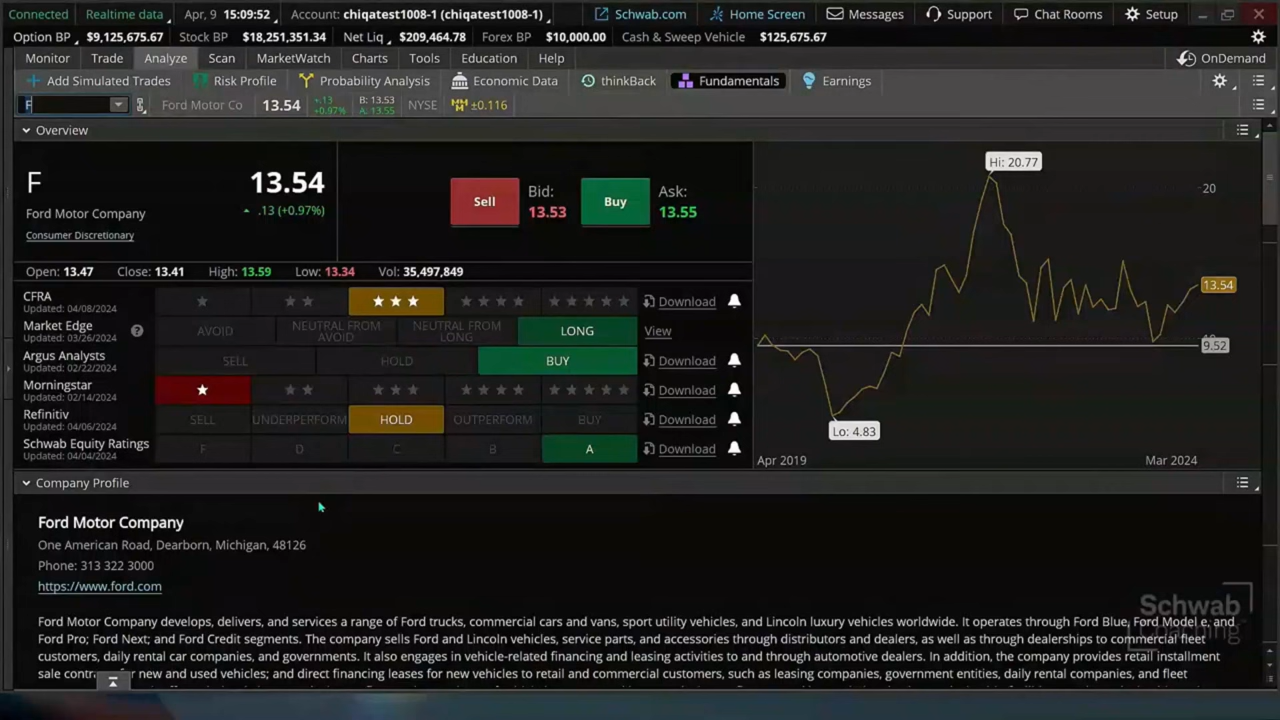 Connected Realtime data Apr, 9 15:09:52 Account: chiqatest1008-1 (chiqatest1008-1) Schwab.com Home Screen Messages Support Chat Rooms Setup
Option BP $9,125,675.67 Stock BP $18,251,351.34 Net Liq $209,464.78 Forex BP $10,000.00 Cash & Sweep Vehicle $125,675.67
Monitor Trade Analyze Scan MarketWatch Charts Tools Education Help OnDemand
Add Simulated Trades Risk Profile Probability Analysis Economic Data thinkBack Fundamentals Earnings
F Ford Motor Co 13.54 +.13 +0.97% B: 13.53 A: 13.55 NYSE ±0.116
Overview
F 13.54
Ford Motor Company .13 (+0.97%)
Consumer Discretionary
Sell Bid: 13.53 Buy Ask: 13.55
Open: 13.47 Close: 13.41 High: 13.59 Low: 13.34 Vol: 35,497,849
CFRA Download
Updated: 04/08/2024
Market Edge AVOID NEUTRAL FROM AVOID NEUTRAL FROM LONG LONG View
Updated: 03/26/2024
Argus Analysts SELL HOLD BUY Download
Updated: 02/22/2024
Morningstar Download
Updated: 02/14/2024
Refinitiv SELL UNDERPERFORM HOLD OUTPERFORM BUY Download
Updated: 04/06/2024
Schwab Equity Ratings F D C B A Download
Updated: 04/04/2024
Hi: 20.77
20
13.54
9.52
Lo: 4.83
Apr 2019 Mar 2024
Company Profile
Ford Motor Company
One American Road, Dearborn, Michigan, 48126
Phone: 313 322 3000
https://www.ford.com
Schwab Coaching
Ford Motor Company develops, delivers, and services a range of Ford trucks, commercial cars and vans, sport utility vehicles, and Lincoln luxury vehicles worldwide. It operates through Ford Blue, Ford Model e, and
Ford Pro; Ford Next; and Ford Credit segments. The company sells Ford and Lincoln vehicles, service parts, and accessories through distributors and dealers, as well as through dealerships to commercial fleet
customers, daily rental car companies, and governments. It also engages in vehicle-related financing and leasing activities to and through automotive dealers. In addition, the company provides retail installment
sale new and used vehicles; and direct financing leases for new vehicles to retail and commercial customers, such as leasing companies, government entities, daily rental companies, and fleet